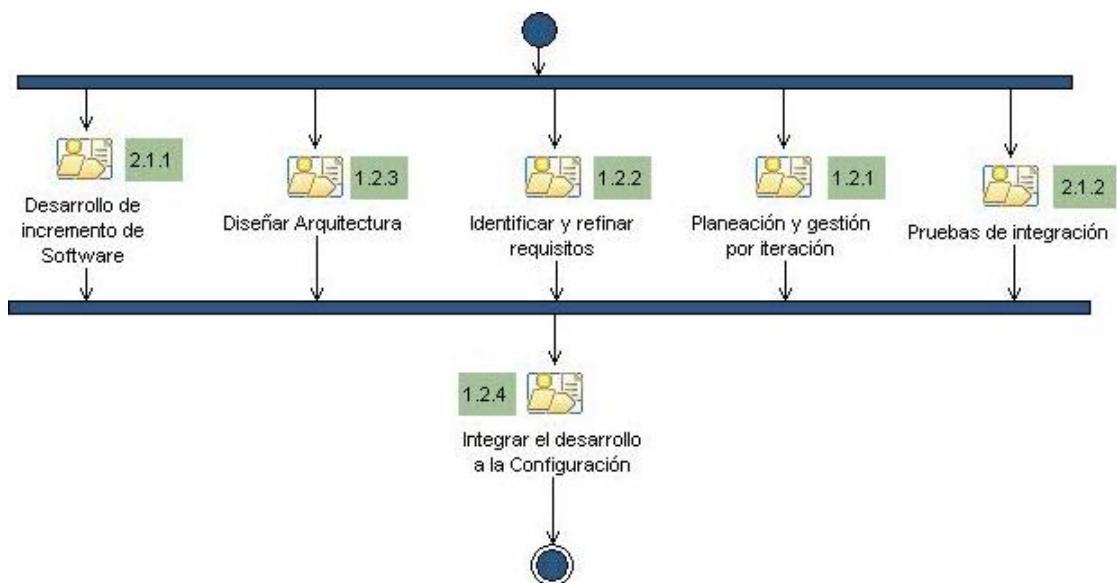 2.1.1
Desarrollo de
incremento de
Software
1.2.3
Diseñar Arquitectura
1.2.2
Identificar y refinar
requisitos
1.2.1
Planeación y gestión
por iteración
2.1.2
Pruebas de integración
1.2.4
Integrar el desarrollo
a la Configuración